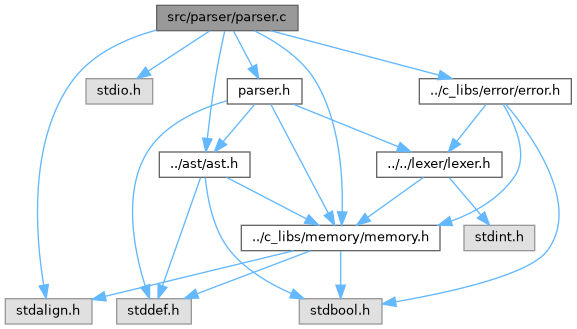 src/parser/parser.c
stdio.h
parser.h
../c_libs/error/error.h
../ast/ast.h
../../lexer/lexer.h
../c_libs/memory/memory.h
stdint.h
stdalign.h
stddef.h
stdbool.h